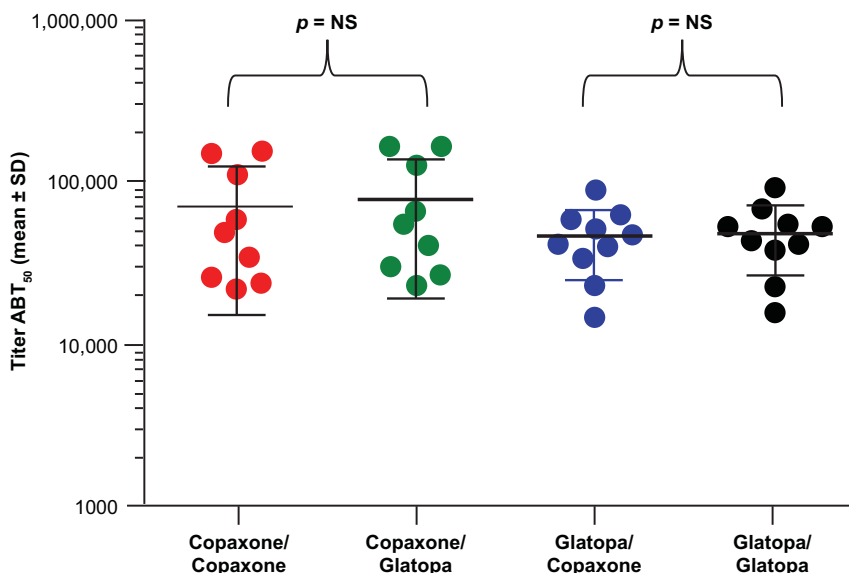 p = NS
p = NS
1,000,000
100,000
10,000
1000
Titer ABT50 (mean ± SD)
Copaxone/
Copaxone
Copaxone/
Glatopa
Glatopa/
Copaxone
Glatopa/
Glatopa